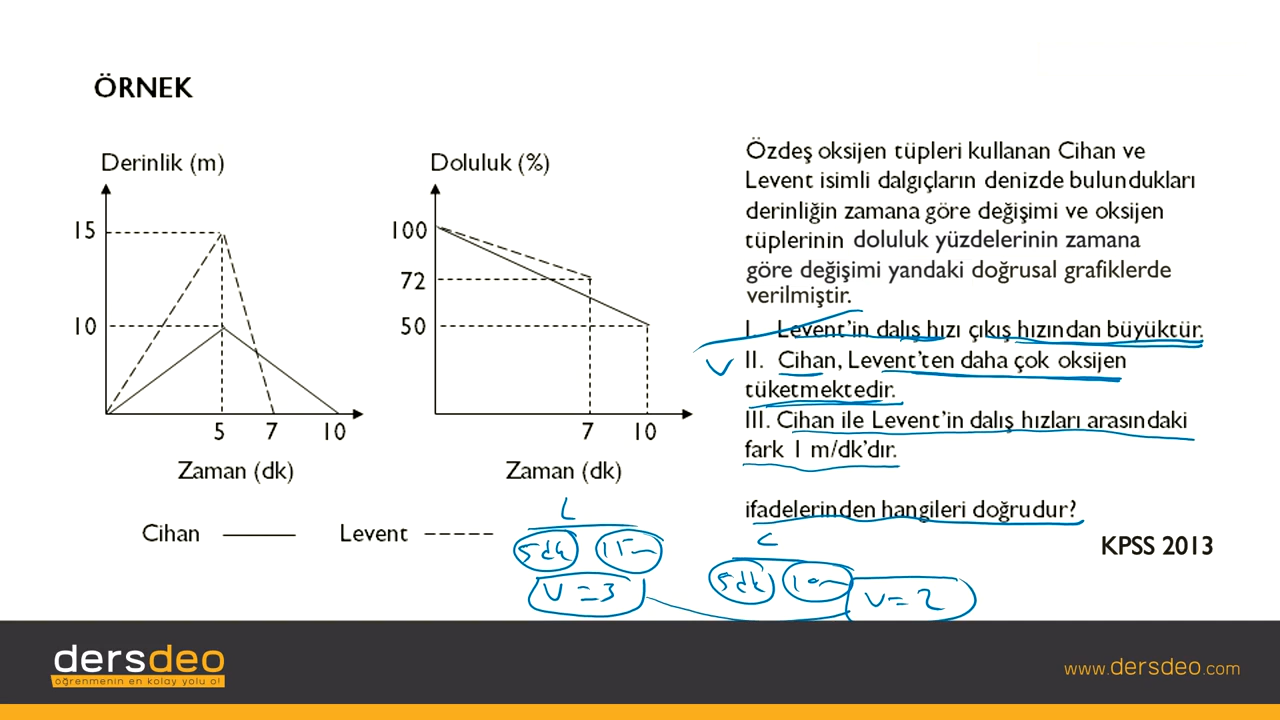 ÖRNEK
Derinlik (m)
15
10
5 7 10
Zaman (dk)
Doluluk (%)
100
72
50
7 10
Zaman (dk)
Cihan
Levent
Özdeş oksijen tüpleri kullanan Cihan ve
Levent isimli dalgıçların denizde bulundukları
derinliğin zamana göre değişimi ve oksijen
tüplerinin doluluk yüzdelerinin zamana
göre değişimi yandaki doğrusal grafiklerde
verilmiştir.
I. Levent'in dalış hızı çıkış hızından büyüktür.
II. Cihan, Levent'ten daha çok oksijen
tüketmektedir.
III. Cihan ile Levent'in dalış hızları arasındaki
fark 1 m/dk'dır.
ifadelerinden hangileri doğrudur?
KPSS 2013
L
5dk 15m
V=3
C
5dk 10m
V=2
dersdeo
öğrenmenin en kolay yolu o!
www.dersdeo.com